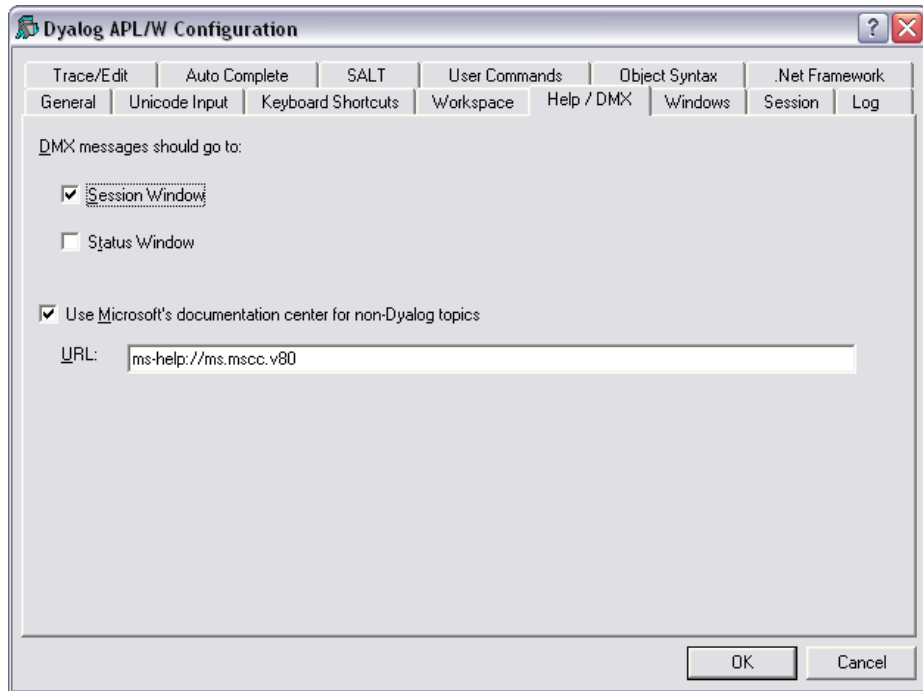 Dyalog APL/W Configuration
Trace/Edit Auto Complete SALT User Commands Object Syntax .Net Framework
General Unicode Input Keyboard Shortcuts Workspace Help / DMX Windows Session Log
DMX messages should go to:
Session Window
Status Window
Use Microsoft's documentation center for non-Dyalog topics
URL: ms-help://ms.mscc.v80
OK Cancel